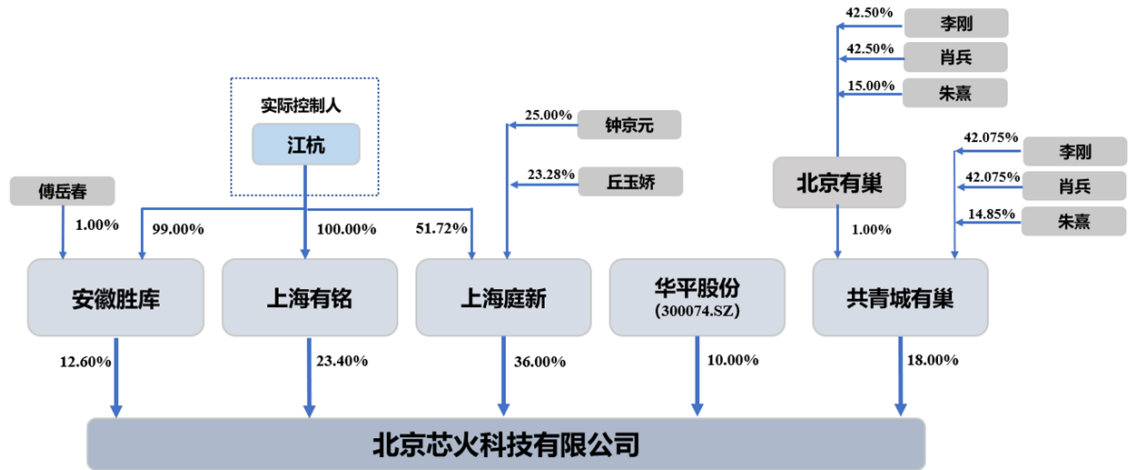 42.50%
李刚
42.50%
肖兵
15.00%
朱熹
实际控制人
江杭
25.00%
钟京元
23.28%
丘玉娇
42.075%
李刚
42.075%
肖兵
14.85%
朱熹
北京有巢
傅岳春
1.00%
99.00%
100.00%
51.72%
1.00%
安徽胜库
上海有铭
上海庭新
华平股份
（300074.SZ）
共青城有巢
12.60%
23.40%
36.00%
10.00%
18.00%
北京芯火科技有限公司